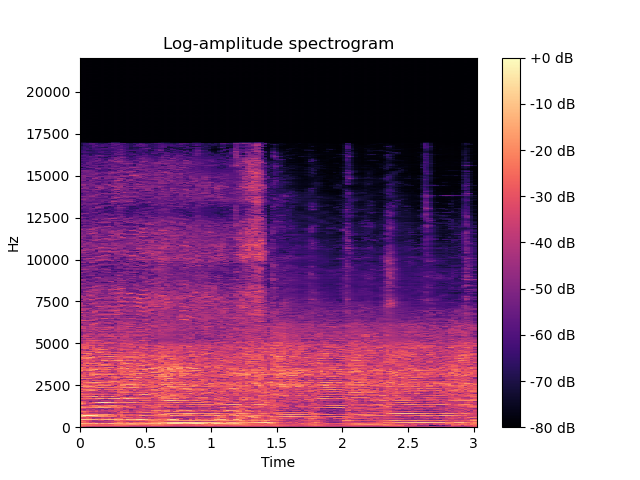 Log-amplitude spectrogram
Hz
20000
17500
15000
12500
10000
7500
5000
2500
0
0 0.5 1 1.5 2 2.5 3
Time
+0 dB
-10 dB
-20 dB
-30 dB
-40 dB
-50 dB
-60 dB
-70 dB
-80 dB